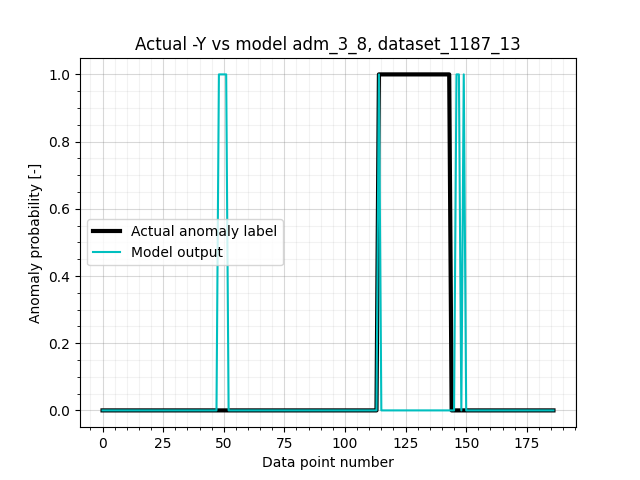 Actual -Y vs model adm_3_8, dataset_1187_13
1.0
0.8
0.6
0.4
0.2
0.0
Anomaly probability [-]
Actual anomaly label
Model output
0 25 50 75 100 125 150 175
Data point number